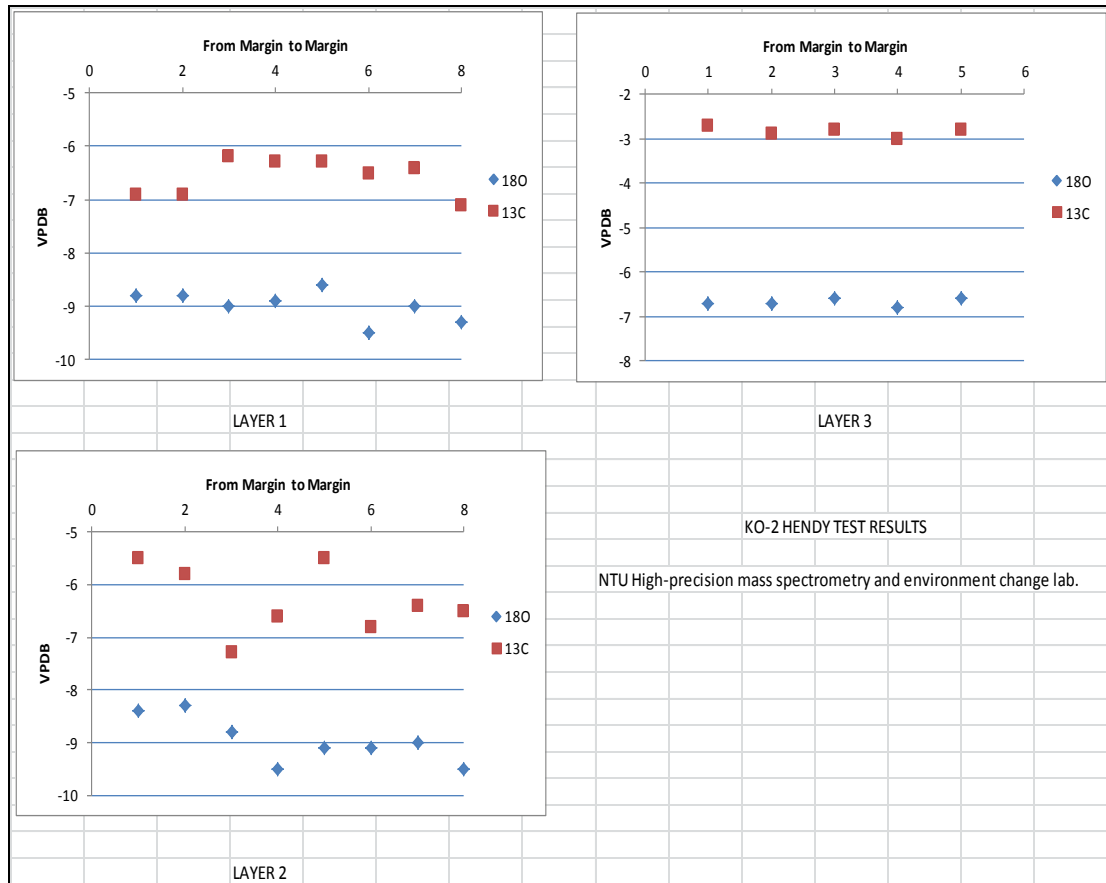 From Margin to Margin
0 2 4 6 8
-5
-6
-7
-8
-9
-10
VPDB
18O
13C
LAYER 1
From Margin to Margin
0 1 2 3 4 5 6
-2
-3
-4
-5
-6
-7
-8
VPDB
18O
13C
LAYER 3
From Margin to Margin
0 2 4 6 8
-5
-6
-7
-8
-9
-10
VPDB
18O
13C
LAYER 2
KO-2 HENDY TEST RESULTS
NTU High-precision mass spectrometry and environment change lab.